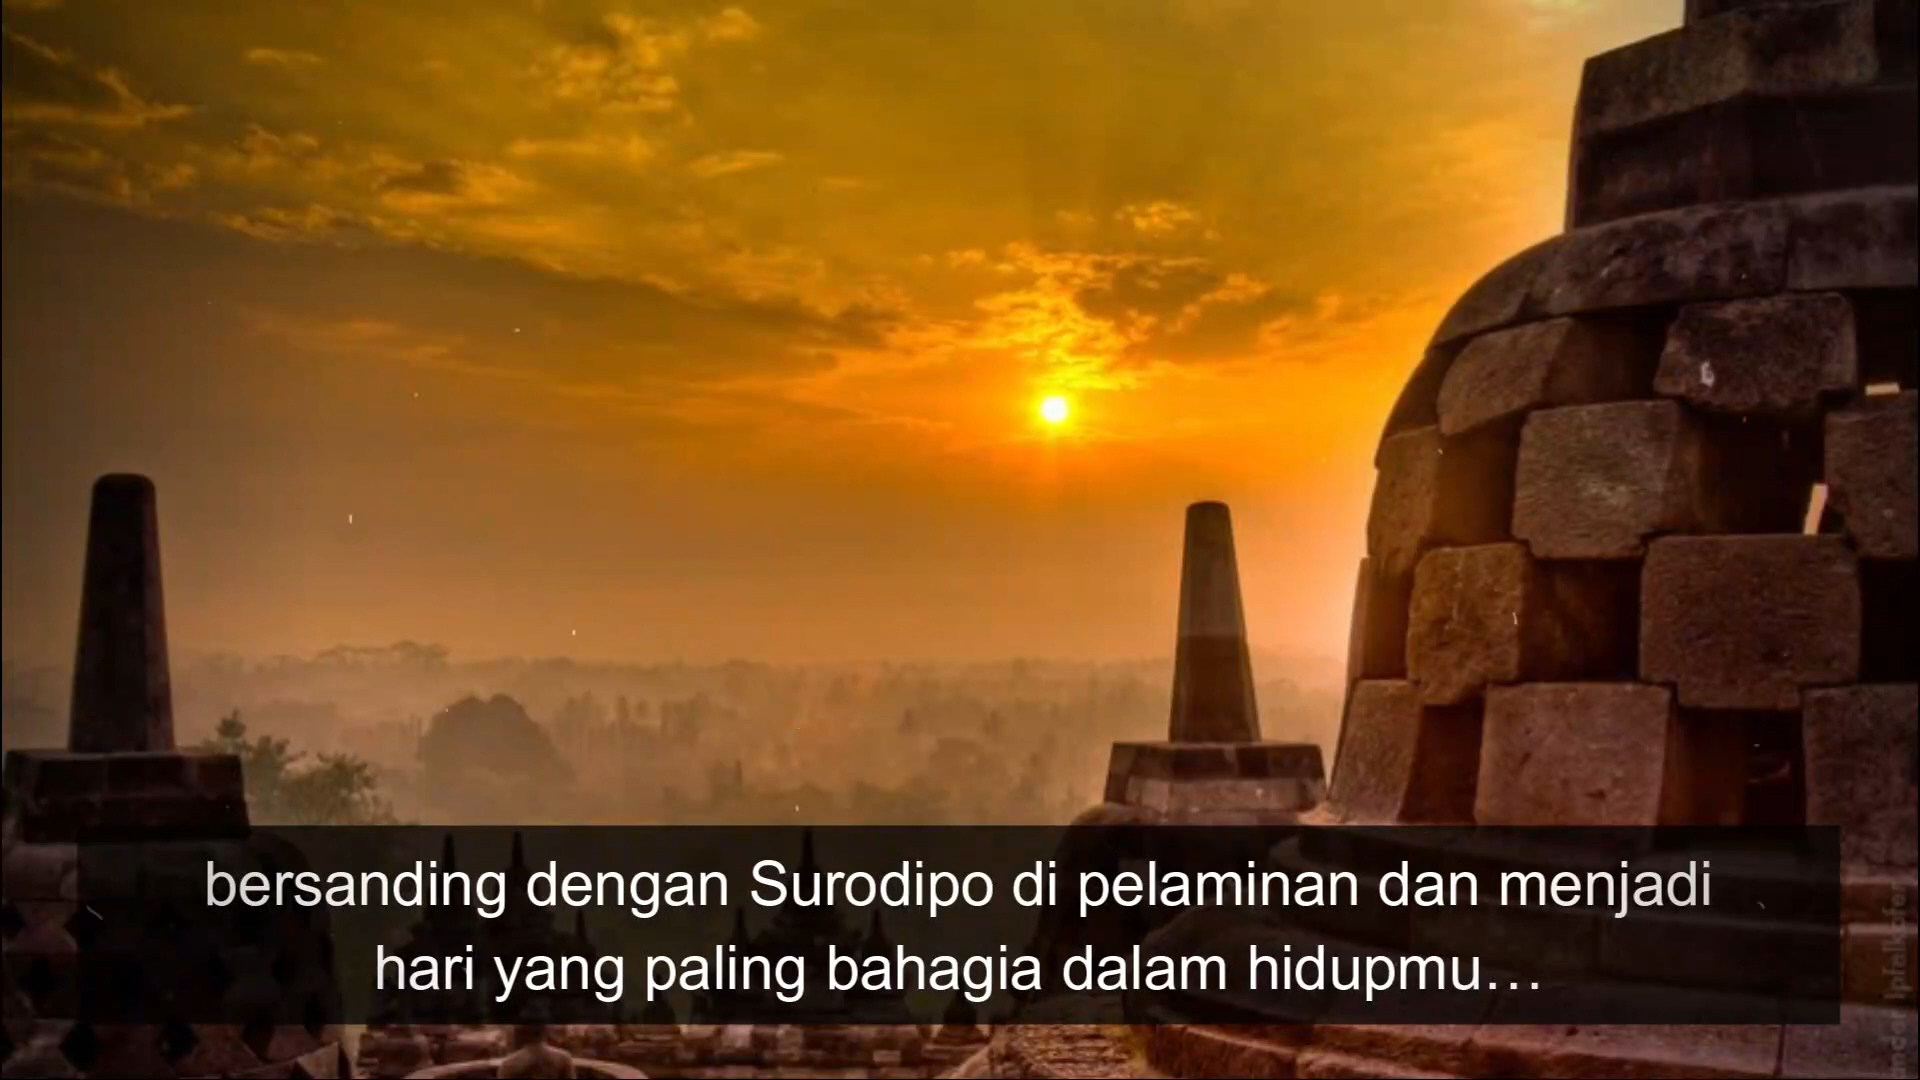 bersanding dengan Surodipo di pelaminan dan menjadi
hari yang paling bahagia dalam hidupmu…